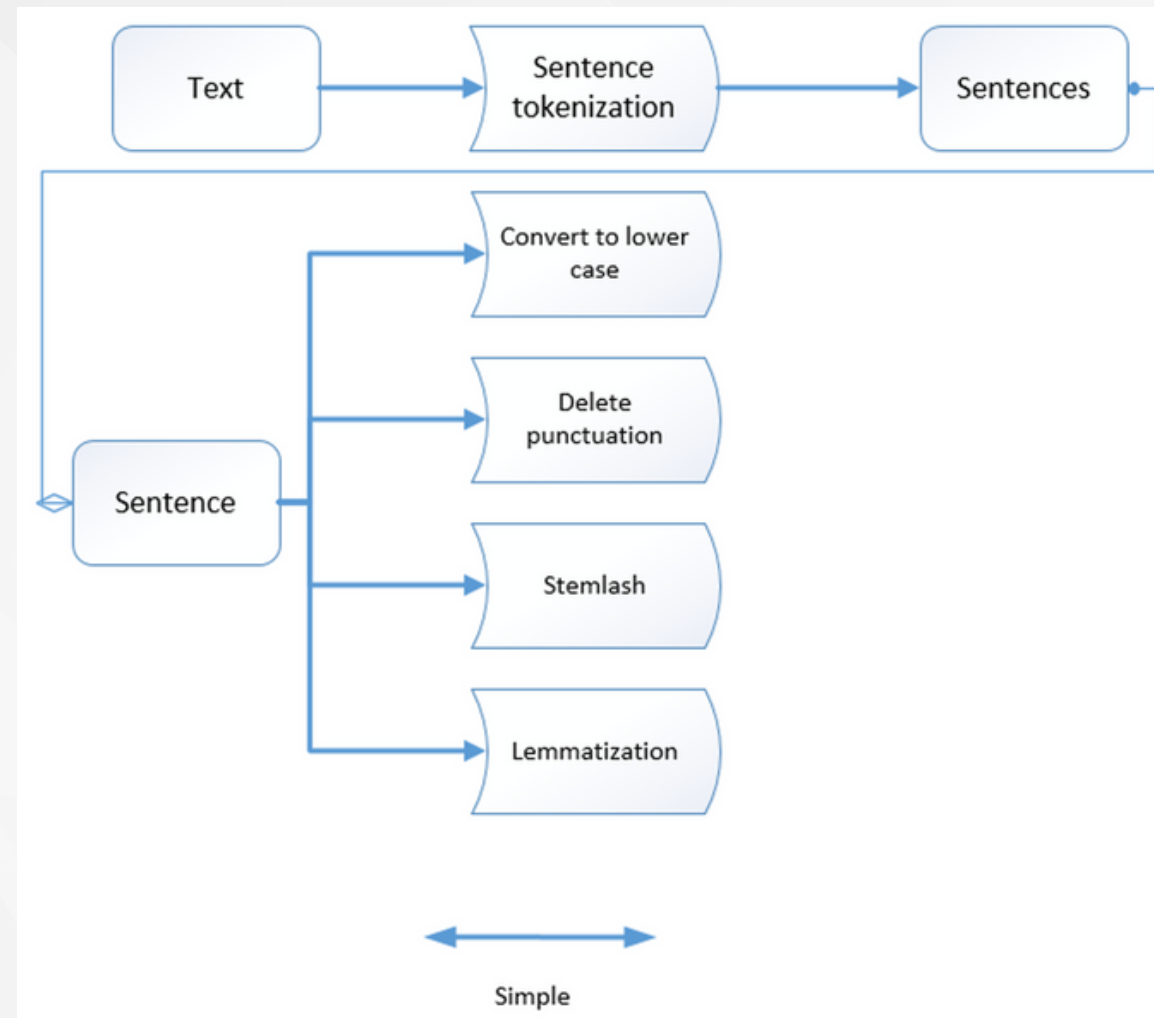 Text
Sentence
tokenization
Sentences
Convert to lower
case
Delete
punctuation
Sentence
Stemlash
Lemmatization
Simple